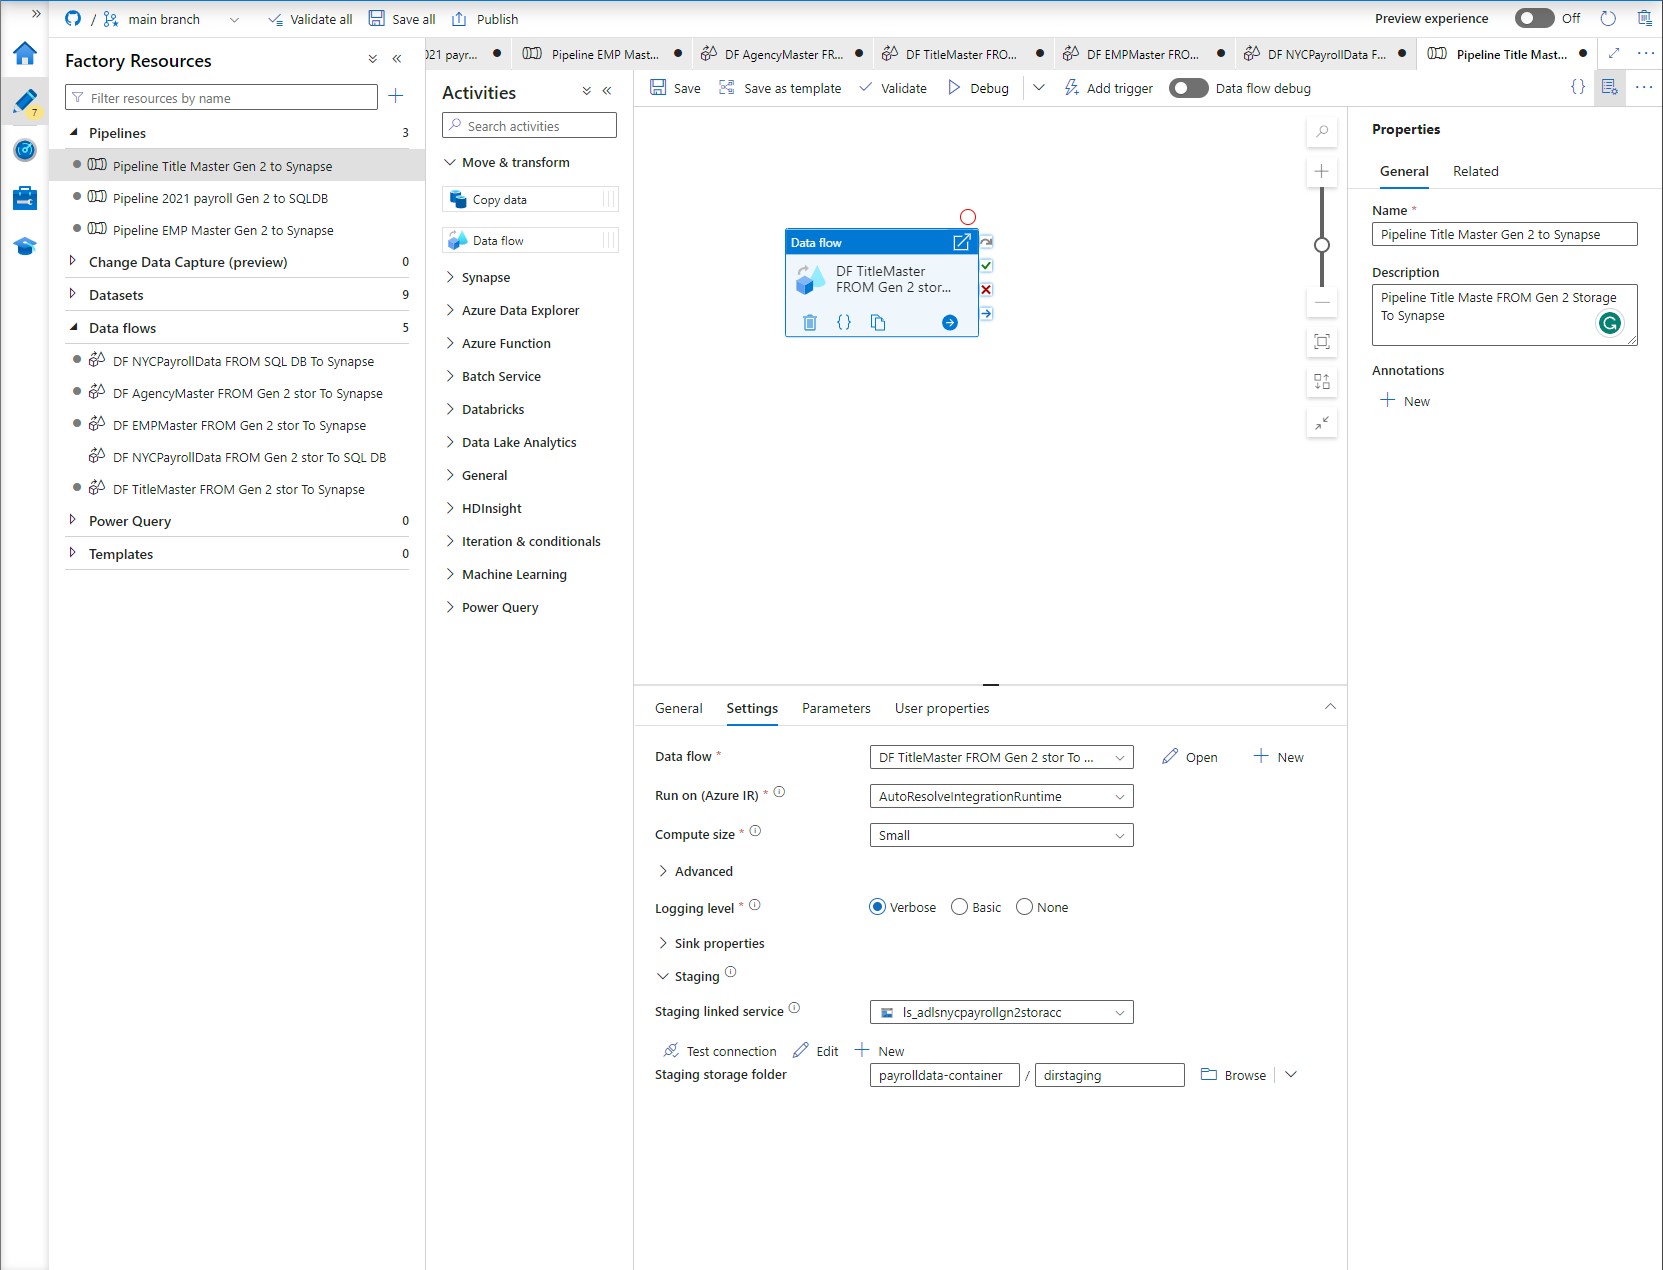 / main branch
Validate all
Save all
Publish
Preview experience
Off
7
Factory Resources
Filter resources by name
Pipelines 3
Pipeline Title Master Gen 2 to Synapse
Pipeline 2021 payroll Gen 2 to SQLDB
Pipeline EMP Master Gen 2 to Synapse
Change Data Capture (preview) 0
Datasets 9
Data flows 5
DF NYCPayrollData FROM SQL DB To Synapse
DF AgencyMaster FROM Gen 2 stor To Synapse
DF EMPMaster FROM Gen 2 stor To Synapse
DF NYCPayrollData FROM Gen 2 stor To SQL DB
DF TitleMaster FROM Gen 2 stor To Synapse
Power Query 0
Templates 0
021 payr...
Pipeline EMP Mast...
DF AgencyMaster FR...
DF TitleMaster FRO...
DF EMPMaster FRO...
DF NYCPayrollData F...
Pipeline Title Mast...
Activities
Search activities
Move & transform
Copy data
Data flow
Synapse
Azure Data Explorer
Azure Function
Batch Service
Databricks
Data Lake Analytics
General
HDInsight
Iteration & conditionals
Machine Learning
Power Query
Save
Save as template
Validate
Debug
Add trigger
Data flow debug
{}
Data flow
DF TitleMaster
FROM Gen 2 stor...
{}
General
Settings
Parameters
User properties
Data flow *
DF TitleMaster FROM Gen 2 stor To ...
Open
New
Run on (Azure IR) *
AutoResolveIntegrationRuntime
Compute size *
Small
Advanced
Logging level *
Verbose
Basic
None
Sink properties
Staging
Staging linked service
ls_adlsnycpayrollgn2storacc
Test connection
Edit
New
Staging storage folder
payrolldata-container / dirstaging
Browse
Properties
General
Related
Name *
Pipeline Title Master Gen 2 to Synapse
Description
Pipeline Title Maste FROM Gen 2 Storage
To Synapse
Annotations
New